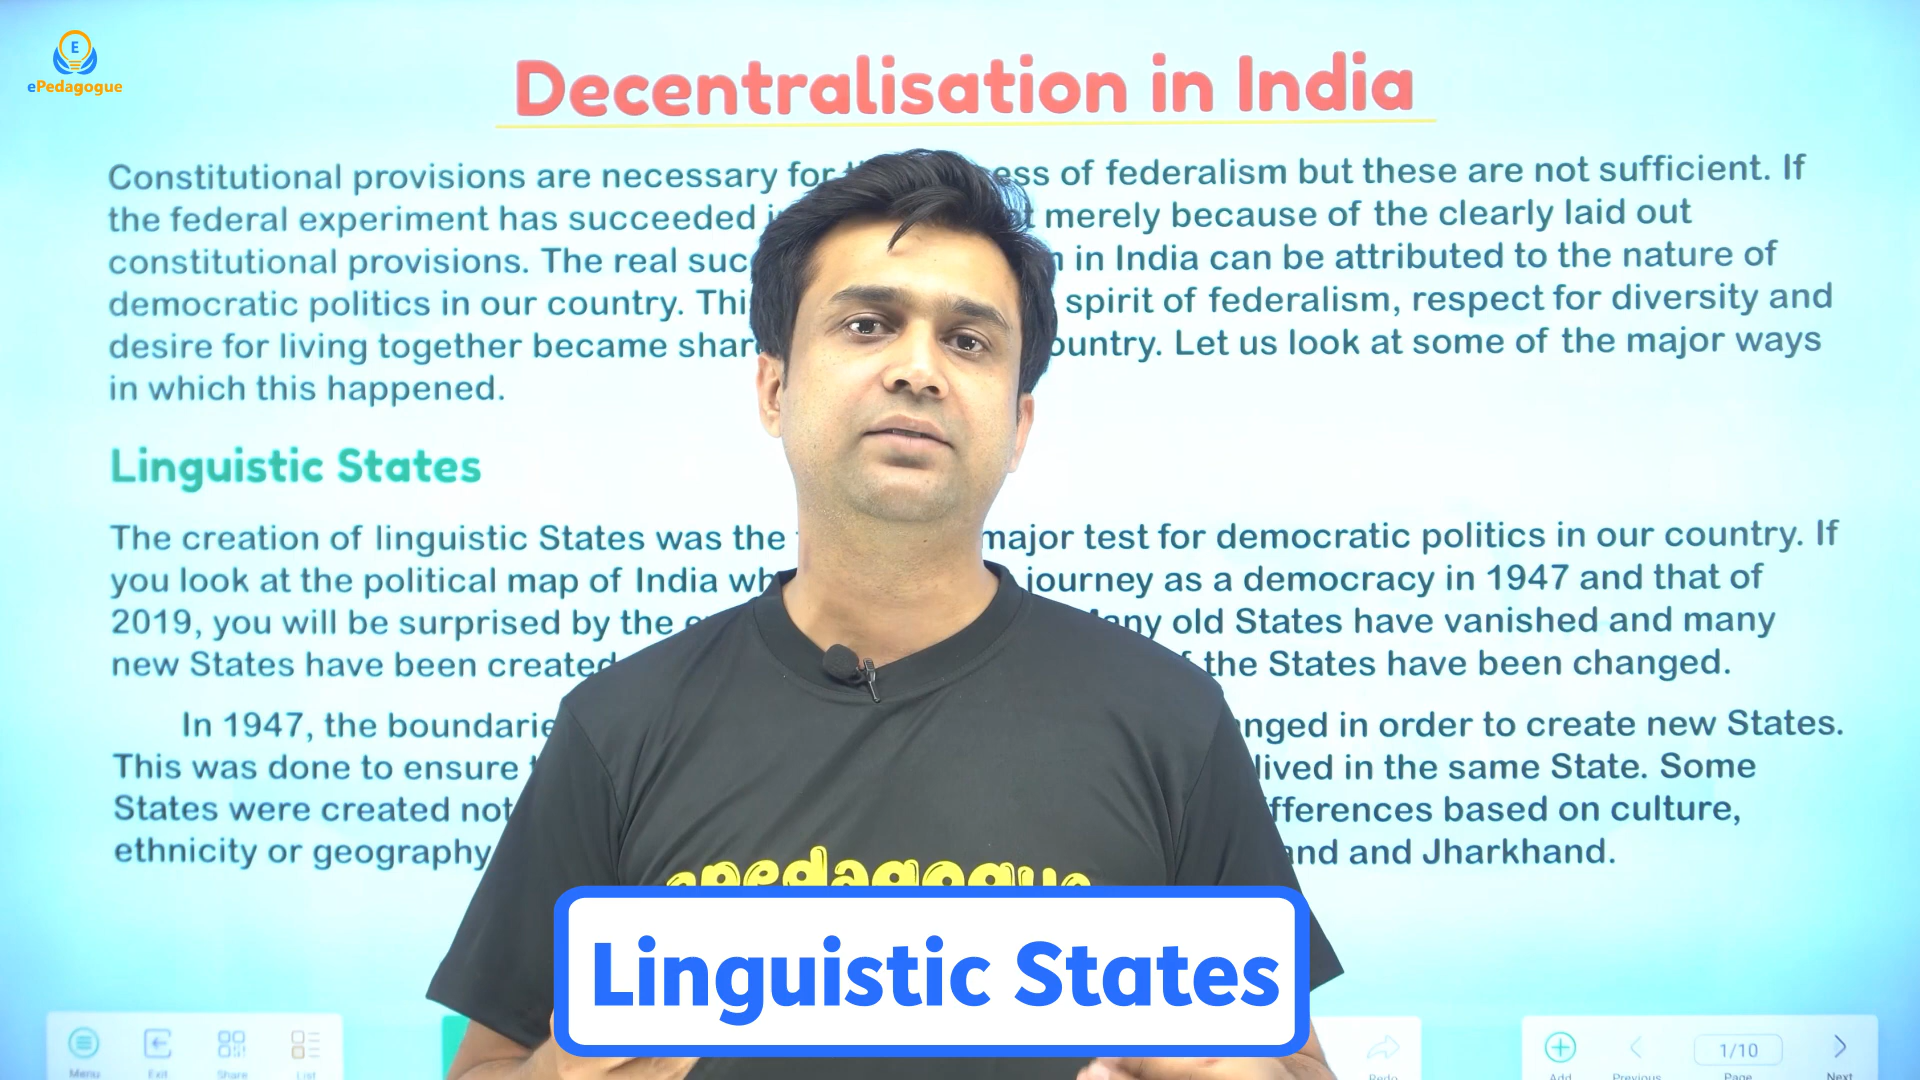 E
ePedagogue
Decentralisation in India
Constitutional provisions are necessary for ess of federalism but these are not sufficient. If
the federal experiment has succeeded merely because of the clearly laid out
constitutional provisions. The real suc in India can be attributed to the nature of
democratic politics in our country. Thi spirit of federalism, respect for diversity and
desire for living together became shar ountry. Let us look at some of the major ways
in which this happened.
Linguistic States
The creation of linguistic States was the major test for democratic politics in our country. If
you look at the political map of India wh journey as a democracy in 1947 and that of
2019, you will be surprised by the any old States have vanished and many
new States have been created the States have been changed.
In 1947, the boundarie nged in order to create new States.
This was done to ensure lived in the same State. Some
States were created not fferences based on culture,
ethnicity or geography and and Jharkhand.
epedagogue
Linguistic States
Menu Exit Share List Redo Add Previous 1/10 Page Next